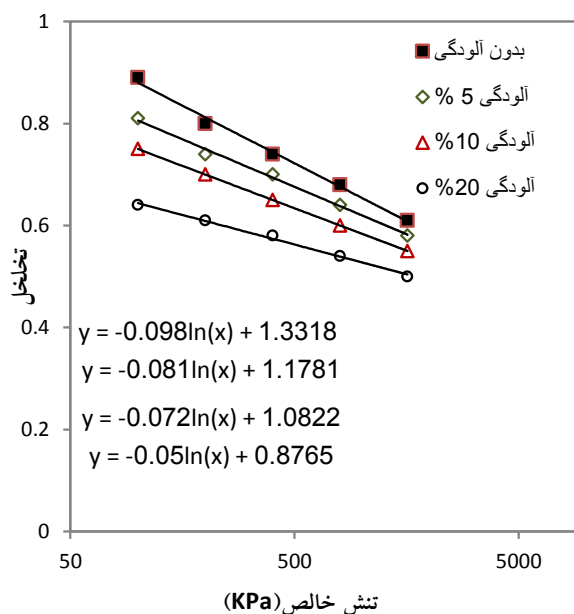 1
0.8
0.6
0.4
0.2
0
50
500
5000
تخلخل
تنش خالص(KPa)
بدون آلودگی
آلودگی 5 %
آلودگی 10%
آلودگی 20%
y = -0.098ln(x) + 1.3318
y = -0.081ln(x) + 1.1781
y = -0.072ln(x) + 1.0822
y = -0.05ln(x) + 0.8765